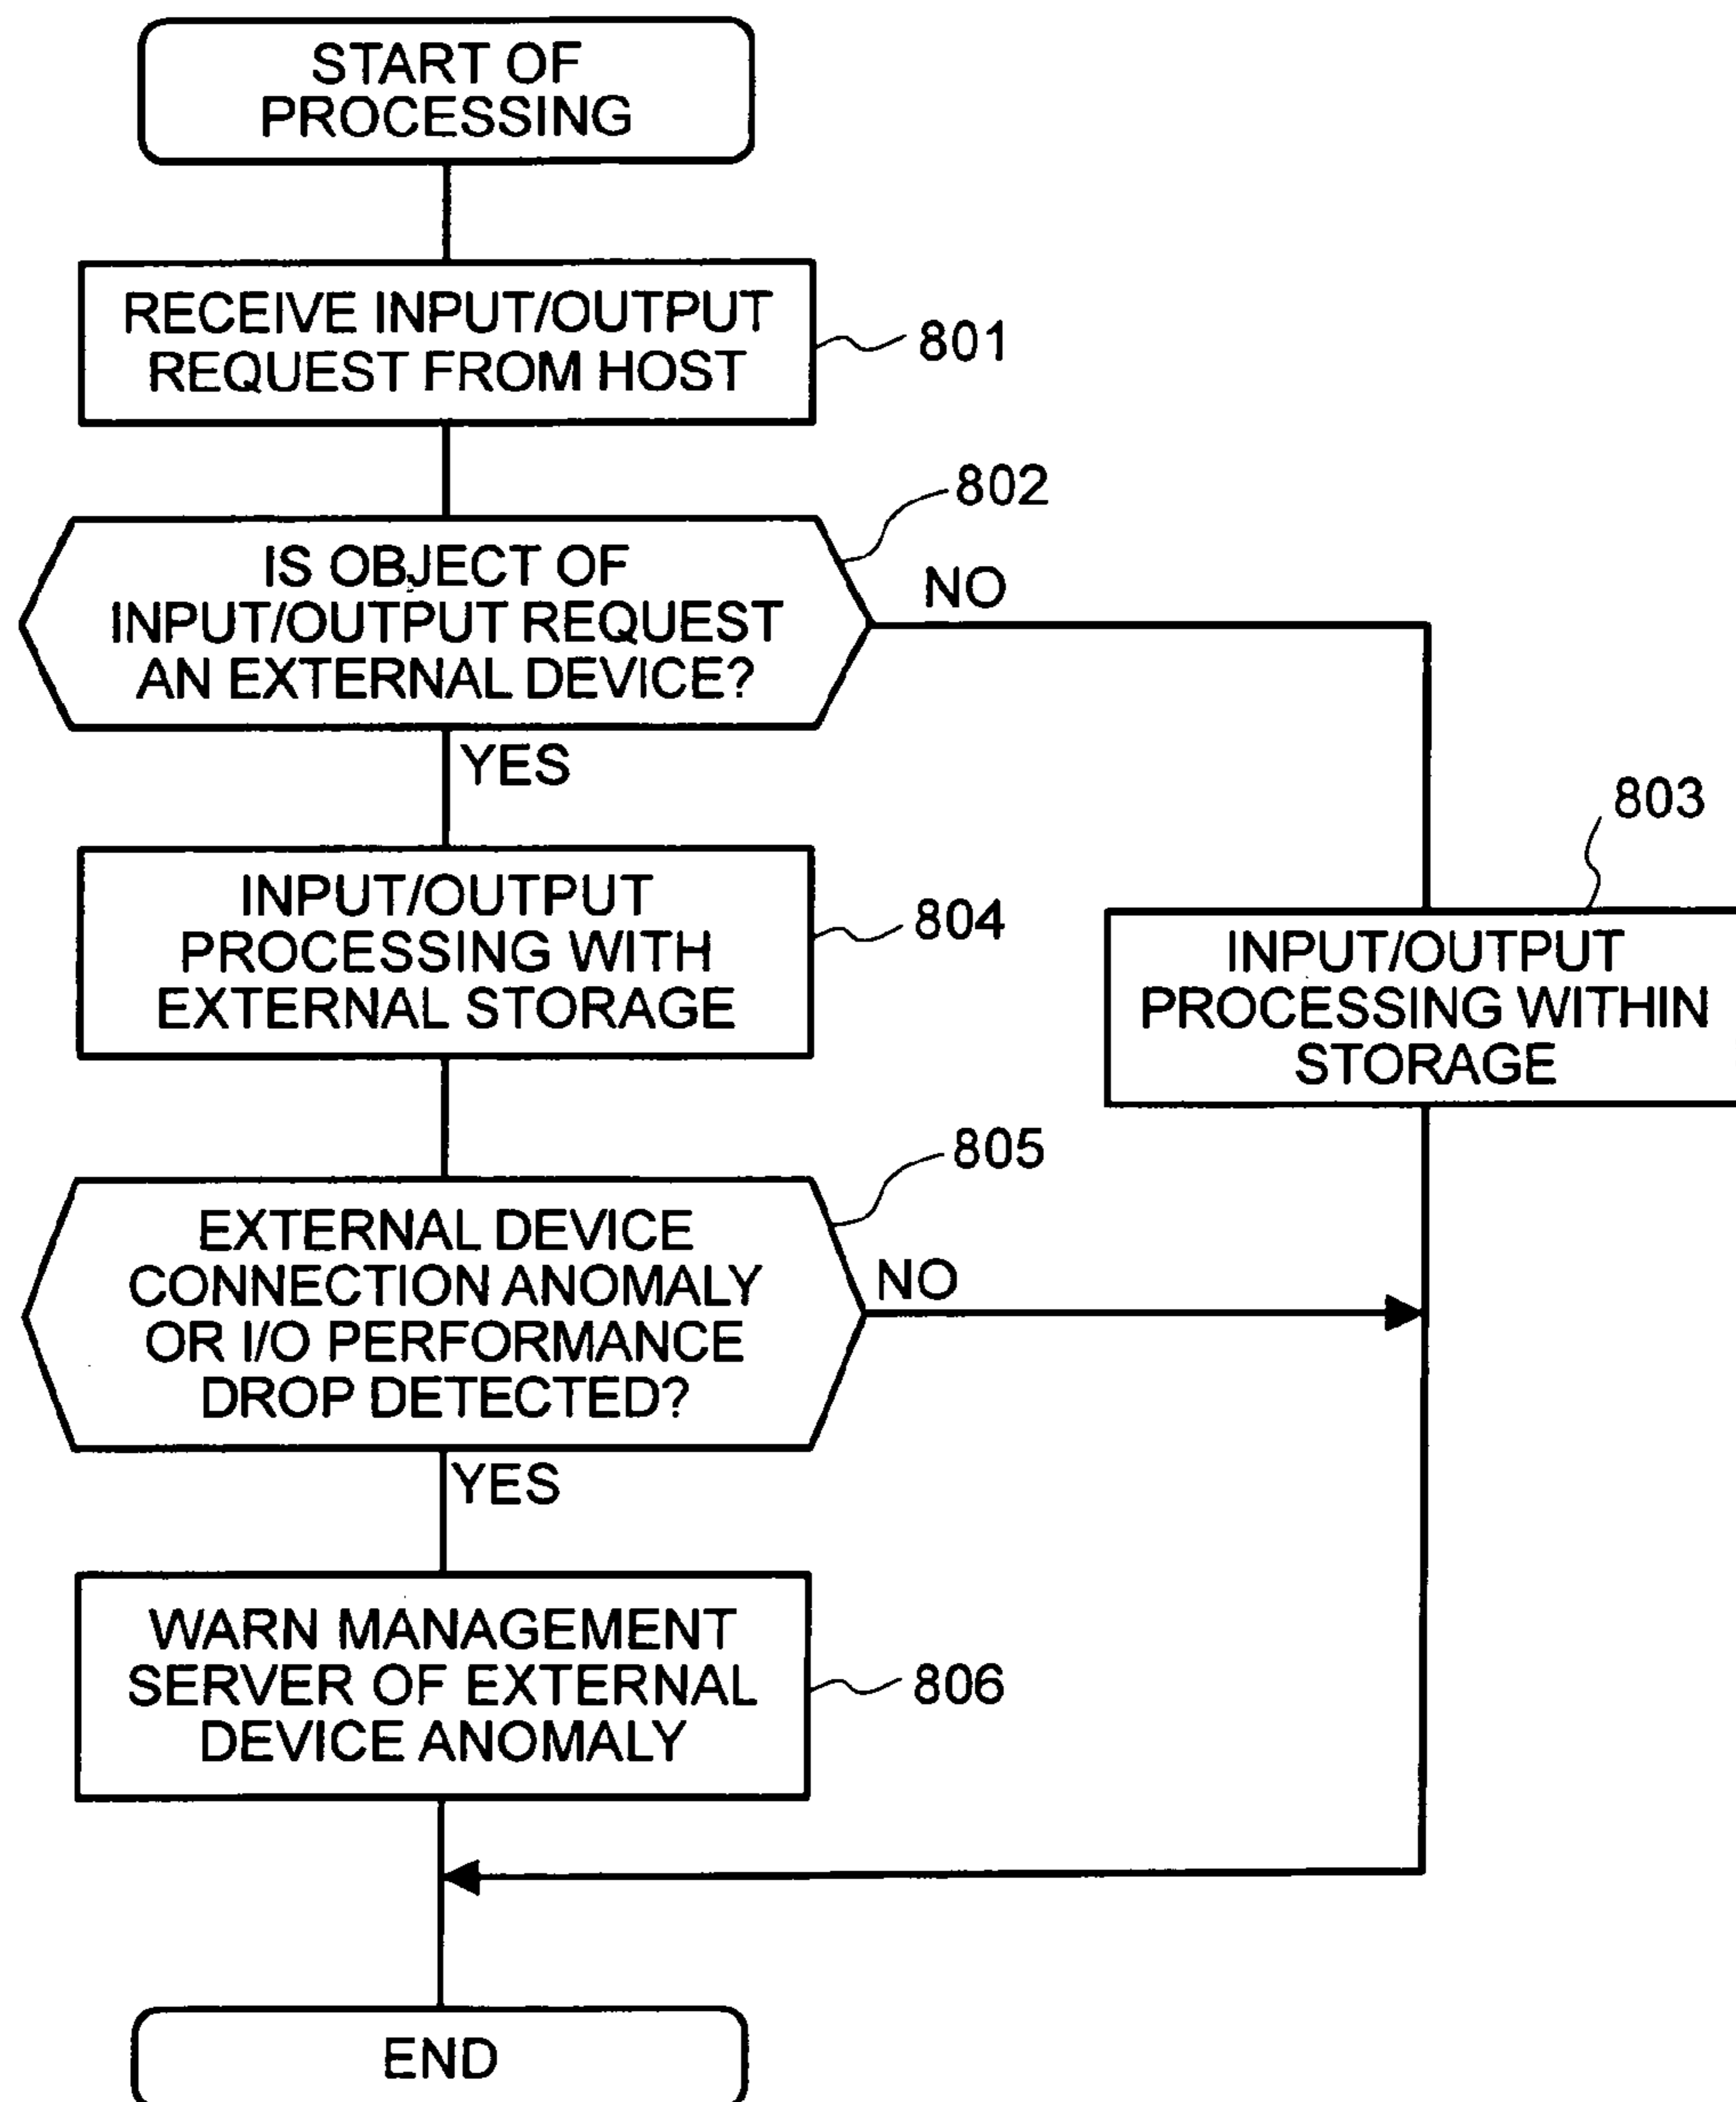 START OF
PROCESSING
RECEIVE INPUT/OUTPUT
REQUEST FROM HOST
801
802
IS OBJECT OF
INPUT/OUTPUT REQUEST
AN EXTERNAL DEVICE?
NO
YES
803
INPUT/OUTPUT
PROCESSING WITH
EXTERNAL STORAGE
804
INPUT/OUTPUT
PROCESSING WITHIN
STORAGE
805
EXTERNAL DEVICE
CONNECTION ANOMALY
OR I/O PERFORMANCE
DROP DETECTED?
NO
YES
WARN MANAGEMENT
SERVER OF EXTERNAL
DEVICE ANOMALY
806
END